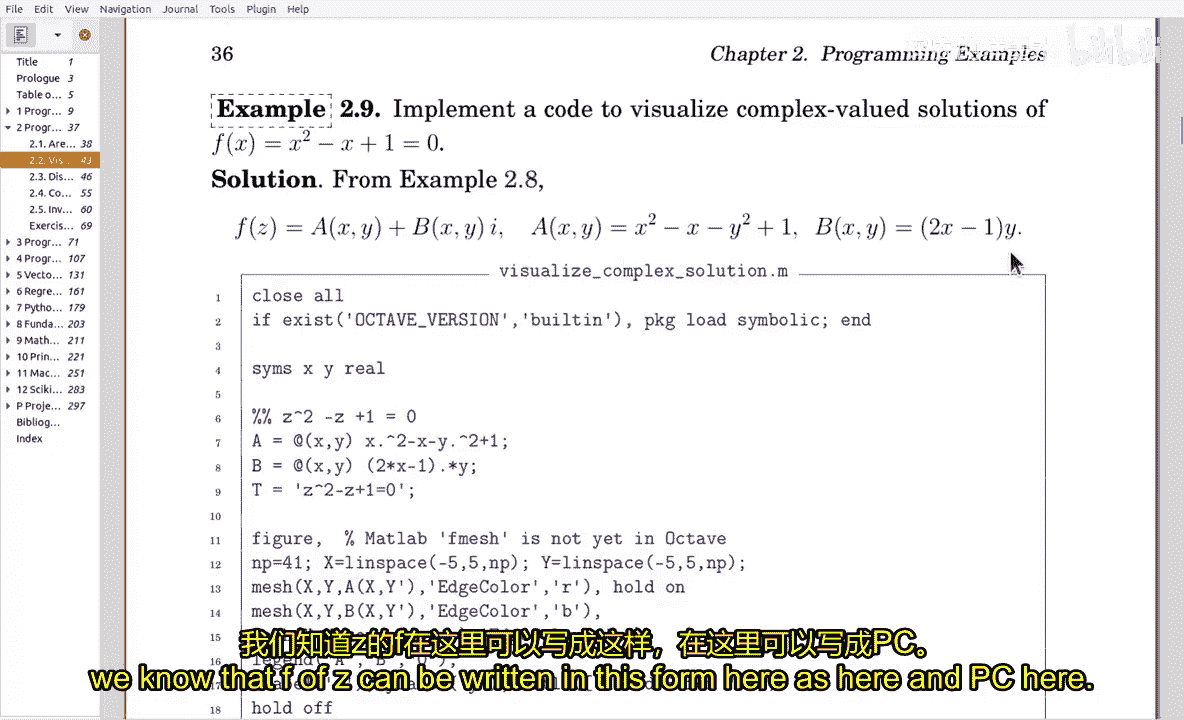 File Edit View Navigation Journal Tools Plugin Help
Title 1
Prologue 3
Table o... 5
1 Progr... 9
2 Progr... 37
2.1. Are... 38
2.2. Vis... 43
2.3. Dis... 46
2.4. Co... 55
2.5. Inv... 60
Exercis... 69
3 Progr... 71
4 Progr... 107
5 Vecto... 131
6 Regre... 161
7 Pytho... 179
8 Funda... 203
9 Math... 211
10 Prin... 221
11 Mac... 251
12 Sciki... 283
P Proje... 297
Bibliog...
Index
36 Chapter 2. Programming Examples
Example 2.9. Implement a code to visualize complex-valued solutions of
f(x) = x² − x + 1 = 0.
Solution. From Example 2.8,
f(z) = A(x, y) + B(x, y) i, A(x, y) = x² − x − y² + 1, B(x, y) = (2x − 1)y.
visualize_complex_solution.m
1 close all
2 if exist('OCTAVE_VERSION','builtin'), pkg load symbolic; end
3
4 syms x y real
5
6 %% z^2 -z +1 = 0
7 A = @(x,y) x.^2-x-y.^2+1;
8 B = @(x,y) (2*x-1).*y;
9 T = 'z^2-z+1=0';
10
11 figure, % Matlab 'fmesh' is not yet in Octave
12 np=41; X=linspace(-5,5,np); Y=linspace(-5,5,np);
13 mesh(X,Y,A(X,Y'),'EdgeColor','r'), hold on
14 mesh(X,Y,B(X,Y'),'EdgeColor','b'),
15
16 legend('A','B','0'),
18 hold off
我们知道z的f在这里可以写成这样，在这里可以写成PC。
we know that f of z can be written in this form here as here and PC here.
bilibili